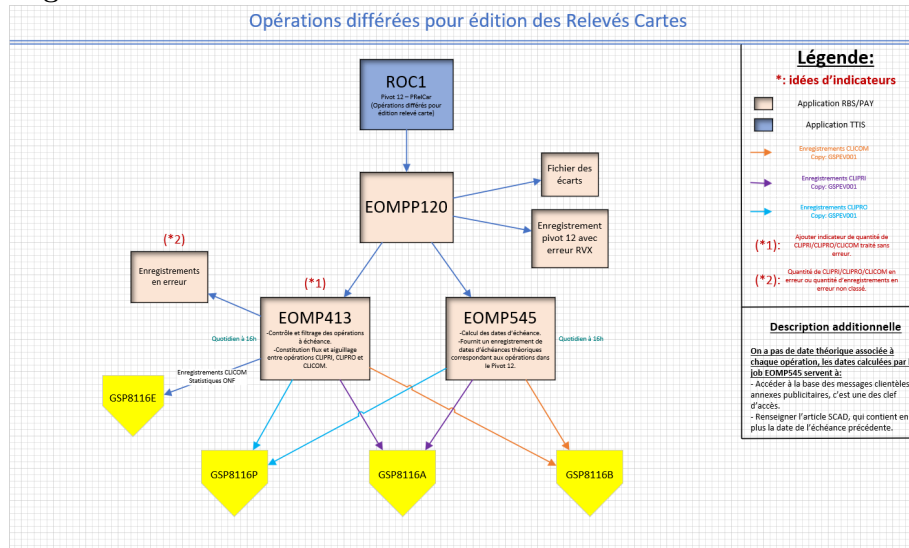 Opérations différées pour édition des Relevés Cartes
ROC1
Pivot 12 – PRelCar
(Opérations différés pour
édition relevé carte)
EOMPP120
Fichier des
écarts
Enregistrement
pivot 12 avec
erreur RVX
(*2)
Enregistrements
en erreur
(*1)
EOMP413
-Contrôle et filtrage des opérations
à échéance.
-Constitution flux et aiguillage
entre opérations CLIPRI, CLIPRO et
CLICOM.
Quotidien à 16h
EOMP545
-Calcul des dates d'échéance.
-Fournit un enregistrement de
dates d'échéances théoriques
correspondant aux opérations dans
le Pivot 12.
Quotidien à 16h
Enregistrements CLICOM
Statistiques ONF
GSP8116E
GSP8116P
GSP8116A
GSP8116B
Légende:
*: idées d'indicateurs
Application RBS/PAY
Application TTIS
Enregistrements CLICOM
Copy: GSPEV001
Enregistrements CLIPRI
Copy: GSPEV001
Enregistrements CLIPRO
Copy: GSPEV001
(*1):
Ajouter indicateur de quantité de
CLIPRI/CLIPRO/CLICOM traité sans
erreur.
(*2):
Quantité de CLIPRI/CLIPRO/CLICOM en
erreur ou quantité d'enregistrements en
erreur non classé.
Description additionnelle
On a pas de date théorique associée à
chaque opération, les dates calculées par
job EOMP545 servent à:
- Accéder à la base des messages clientèles
annexes publicitaires, c'est une des clef
d'accès.
- Renseigner l'article SCAD, qui contient en
plus la date de l'échéance précédente.